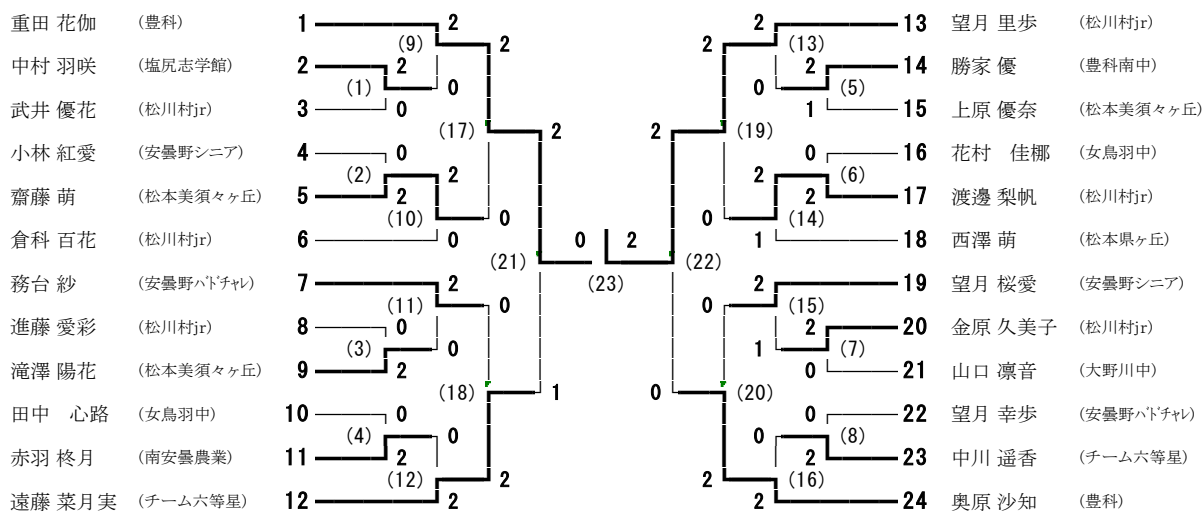 重田 花伽 (豊科) 1 2 2 13 望月 里歩 (松川村jr)
(9) 2 2 (13)
中村 羽咲 (塩尻志学館) 2 2 2 14 勝家 優 (豊科南中)
(1) 0 0 (5)
武井 優花 (松川村jr) 3 0 1 15 上原 優奈 (松本美須々ヶ丘)
(17) 2 2 (19)
小林 紅愛 (安曇野シニア) 4 0 0 16 花村 佳梛 (女鳥羽中)
(2) 2 2 (6)
齋藤 萌 (松本美須々ヶ丘) 5 2 2 17 渡邊 梨帆 (松川村jr)
(10) 0 0 (14)
倉科 百花 (松川村jr) 6 0 0 2 1 18 西澤 萌 (松本県ヶ丘)
(21) (23) (22)
務台 紗 (安曇野ハドチャレ) 7 2 2 19 望月 桜愛 (安曇野シニア)
(11) 0 0 (15)
進藤 愛彩 (松川村jr) 8 0 2 20 金原 久美子 (松川村jr)
(3) 0 1 (7)
滝澤 陽花 (松本美須々ヶ丘) 9 2 0 21 山口 凛音 (大野川中)
(18) 1 0 (20)
田中 心路 (女鳥羽中) 10 0 0 22 望月 幸歩 (安曇野ハドチャレ)
(4) 0 0 (8)
赤羽 柊月 (南安曇農業) 11 2 2 23 中川 遥香 (チーム六等星)
(12) 2 2 (16)
遠藤 菜月実 (チーム六等星) 12 2 2 24 奥原 沙知 (豊科)